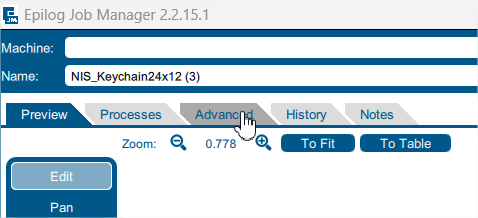 Epilog Job Manager 2.2.15.1
Machine:
Name: NIS_Keychain24x12 (3)
Preview Processes Advanced History Notes
Zoom: 0.778 To Fit To Table
Edit
Pan